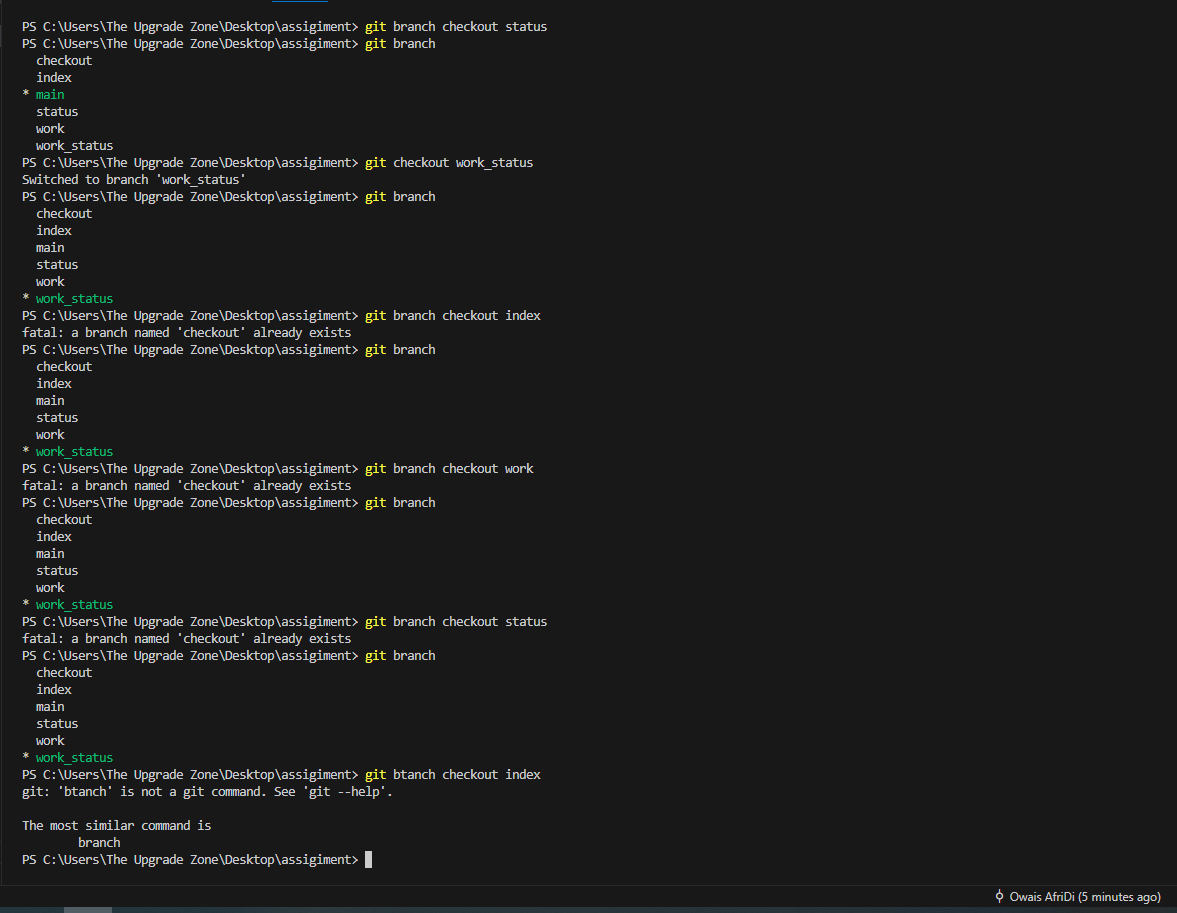 PS C:\Users\The Upgrade Zone\Desktop\assigiment> git branch checkout status
PS C:\Users\The Upgrade Zone\Desktop\assigiment> git branch
  checkout
  index
* main
  status
  work
  work_status
PS C:\Users\The Upgrade Zone\Desktop\assigiment> git checkout work_status
Switched to branch 'work_status'
PS C:\Users\The Upgrade Zone\Desktop\assigiment> git branch
  checkout
  index
  main
  status
  work
* work_status
PS C:\Users\The Upgrade Zone\Desktop\assigiment> git branch checkout index
fatal: a branch named 'checkout' already exists
PS C:\Users\The Upgrade Zone\Desktop\assigiment> git branch
  checkout
  index
  main
  status
  work
* work_status
PS C:\Users\The Upgrade Zone\Desktop\assigiment> git branch checkout work
fatal: a branch named 'checkout' already exists
PS C:\Users\The Upgrade Zone\Desktop\assigiment> git branch
  checkout
  index
  main
  status
  work
* work_status
PS C:\Users\The Upgrade Zone\Desktop\assigiment> git branch checkout status
fatal: a branch named 'checkout' already exists
PS C:\Users\The Upgrade Zone\Desktop\assigiment> git branch
  checkout
  index
  main
  status
  work
* work_status
PS C:\Users\The Upgrade Zone\Desktop\assigiment> git btanch checkout index
git: 'btanch' is not a git command. See 'git --help'.

The most similar command is
        branch
PS C:\Users\The Upgrade Zone\Desktop\assigiment>
Owais AfriDi (5 minutes ago)